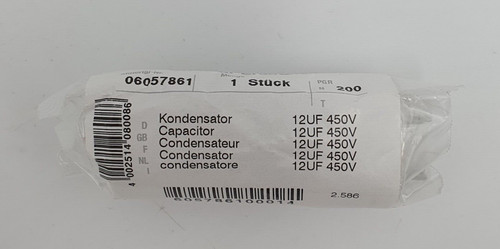 06057861 1 Stück PGR 200
T
D Kondensator 12UF 450V
GB Capacitor 12UF 450V
F Condensateur 12UF 450V
NL Condensator 12UF 450V
I condensatore 12UF 450V
4 002514 080086
605786100014 2.586